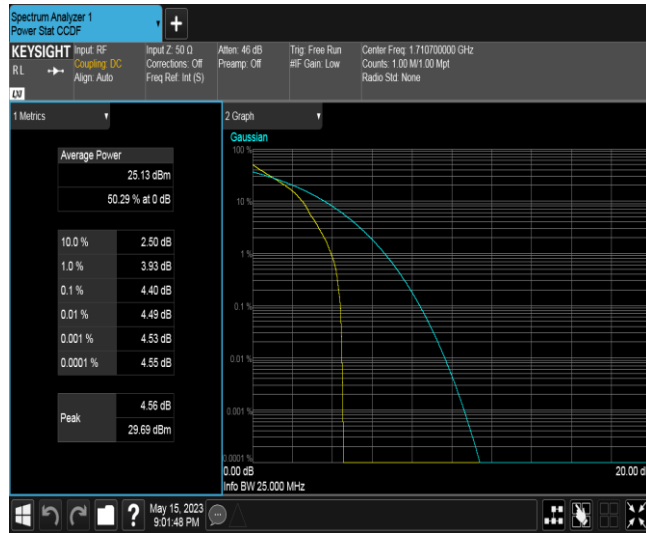 Spectrum Analyzer 1
Power Stat CCDF
+
KEYSIGHT
RL
LXI
Input: RF
Coupling: DC
Align: Auto
Input Z: 50 Ω
Corrections: Off
Freq Ref: Int (S)
Atten: 46 dB
Preamp: Off
Trig: Free Run
#IF Gain: Low
Center Freq: 1.710700000 GHz
Counts: 1.00 M/1.00 Mpt
Radio Std: None
1 Metrics
Average Power
25.13 dBm
50.29 % at 0 dB
10.0 % 2.50 dB
1.0 % 3.93 dB
0.1 % 4.40 dB
0.01 % 4.49 dB
0.001 % 4.53 dB
0.0001 % 4.55 dB
Peak
4.56 dB
29.69 dBm
2 Graph
Gaussian
100 %
10 %
1 %
0.1 %
0.01 %
0.001 %
0.0001 %
0.00 dB
20.00 d
Info BW 25.000 MHz
?
May 15, 2023
9:01:48 PM